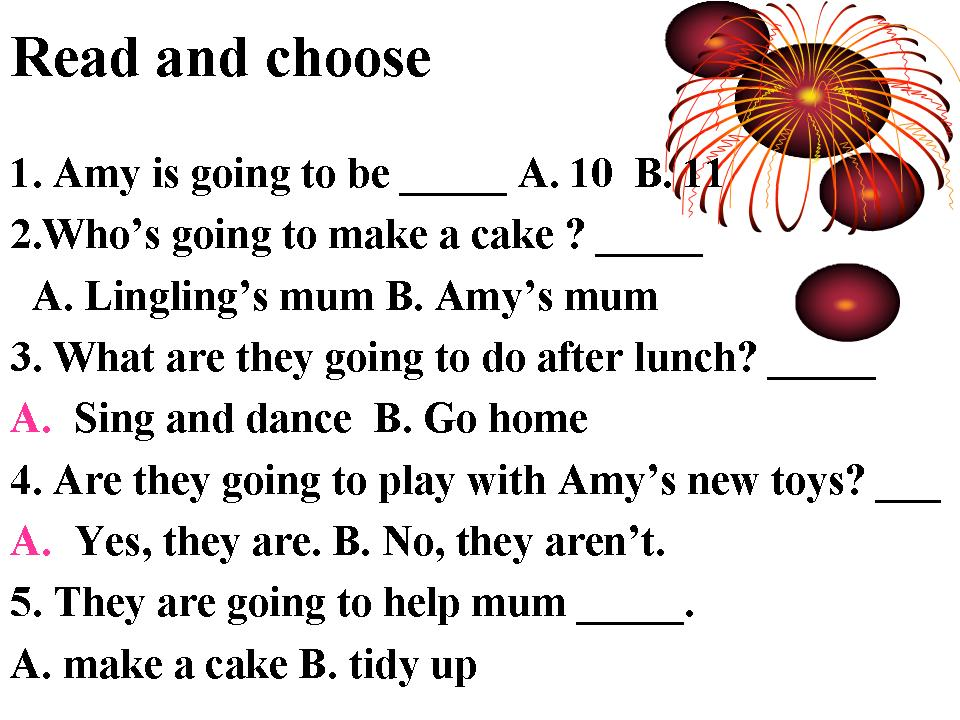 Read and choose
1. Amy is going to be _____ A. 10 B. 11
2.Who’s going to make a cake ? _____
A. Lingling’s mum B. Amy’s mum
3. What are they going to do after lunch? _____
A. Sing and dance B. Go home
4. Are they going to play with Amy’s new toys? ___
A. Yes, they are. B. No, they aren’t.
5. They are going to help mum _____.
A. make a cake B. tidy up